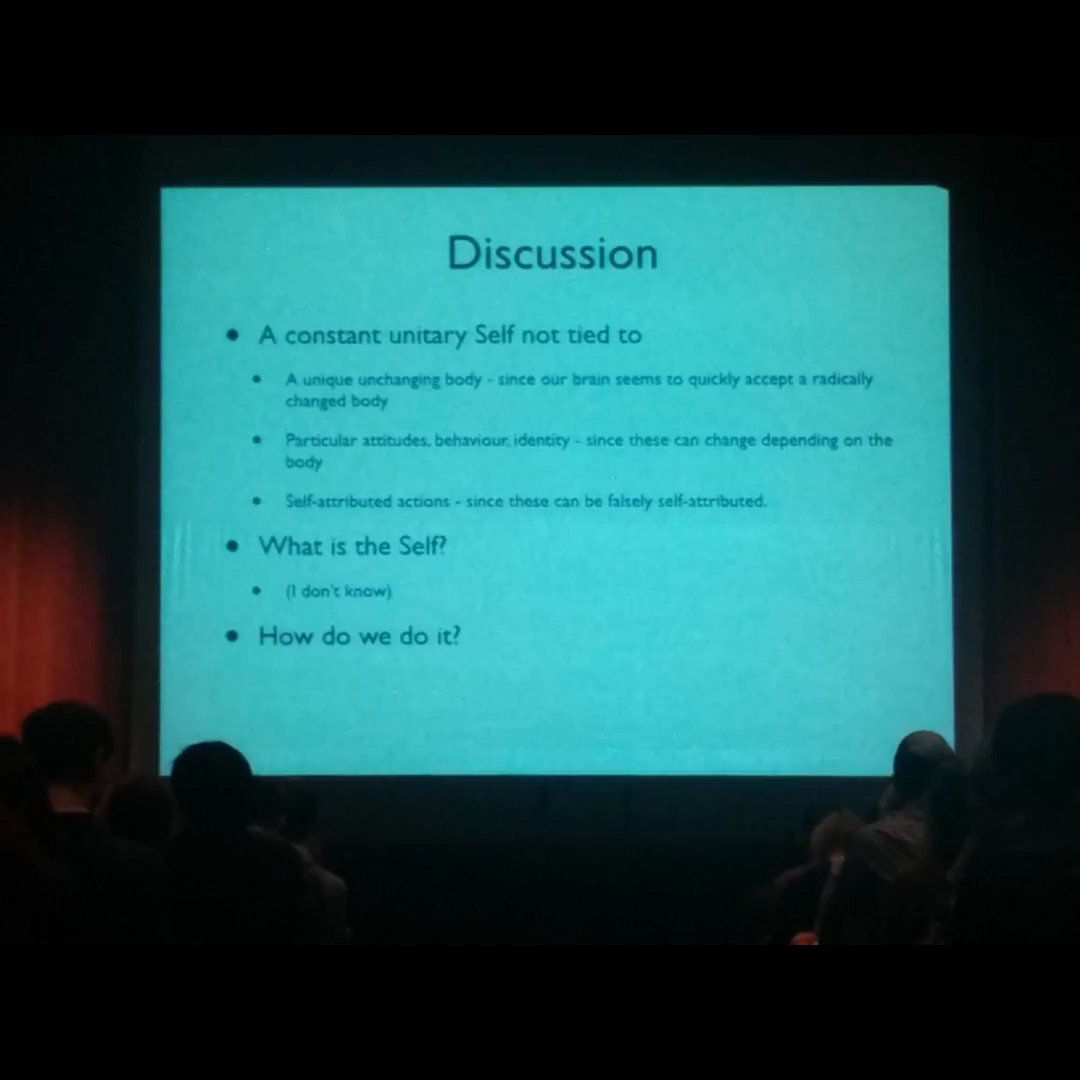 Discussion
• A constant unitary Self not tied to
• A unique unchanging body - since our brain seems to quickly accept a radically
changed body
• Particular attitudes, behaviour, identity - since these can change depending on the
body
• Self-attributed actions - since these can be falsely self-attributed.
• What is the Self?
• (I don't know)
• How do we do it?